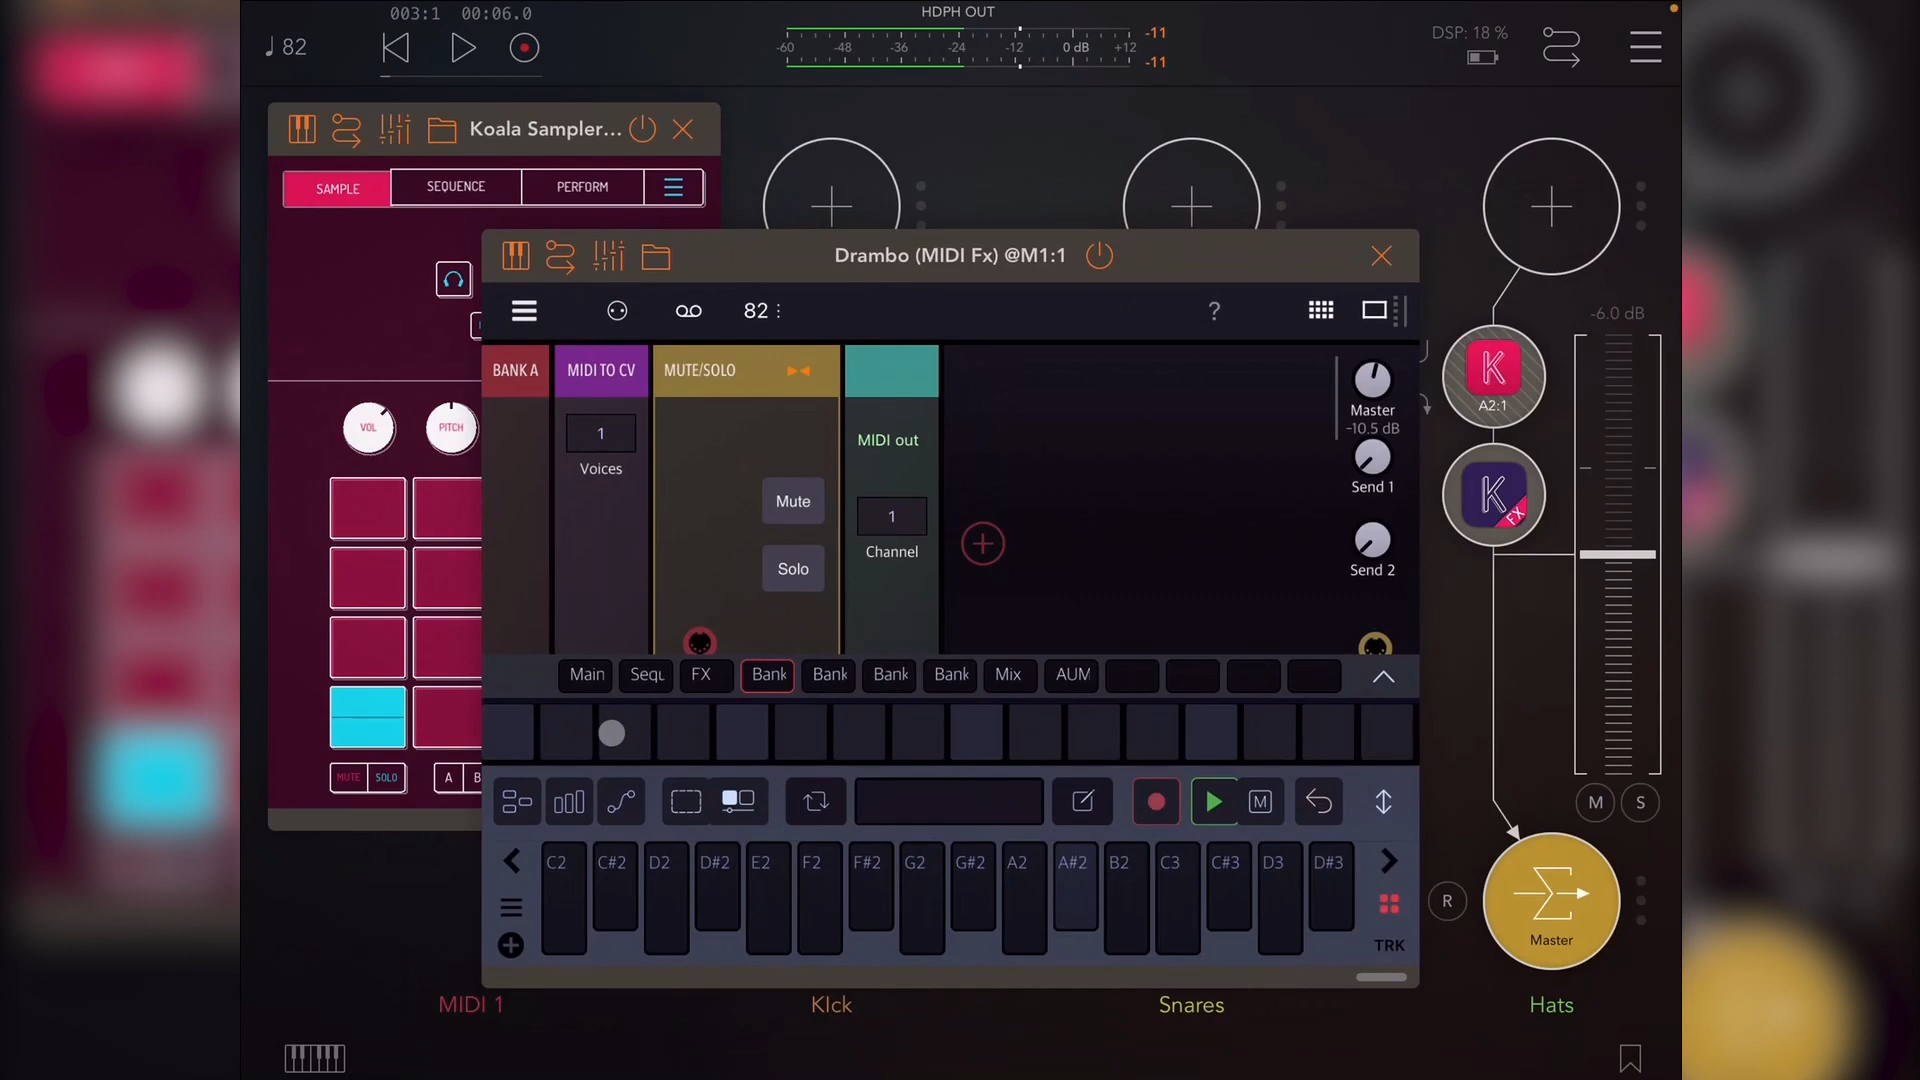 003:1 00:06.0
HDPH OUT
♩ 82
-60 -48 -36 -24 -12 0 dB +12
-11
-11
DSP: 18 %
Koala Sampler...
SAMPLE SEQUENCE PERFORM
Drambo (MIDI Fx) @M1:1
82
?
-6.0 dB
BANK A MIDI TO CV MUTE/SOLO
K
A2:1
1
Voices
MIDI out
Master
-10.5 dB
VOL PITCH
Mute
1
Channel
Send 1
K
FX
Solo
Send 2
Main Sequ FX Bank Bank Bank Bank Mix AUM
MUTE SOLO A B
M
M S
C2 C#2 D2 D#2 E2 F2 F#2 G2 G#2 A2 A#2 B2 C3 C#3 D3 D#3
TRK
R
Master
MIDI 1 KIck Snares Hats